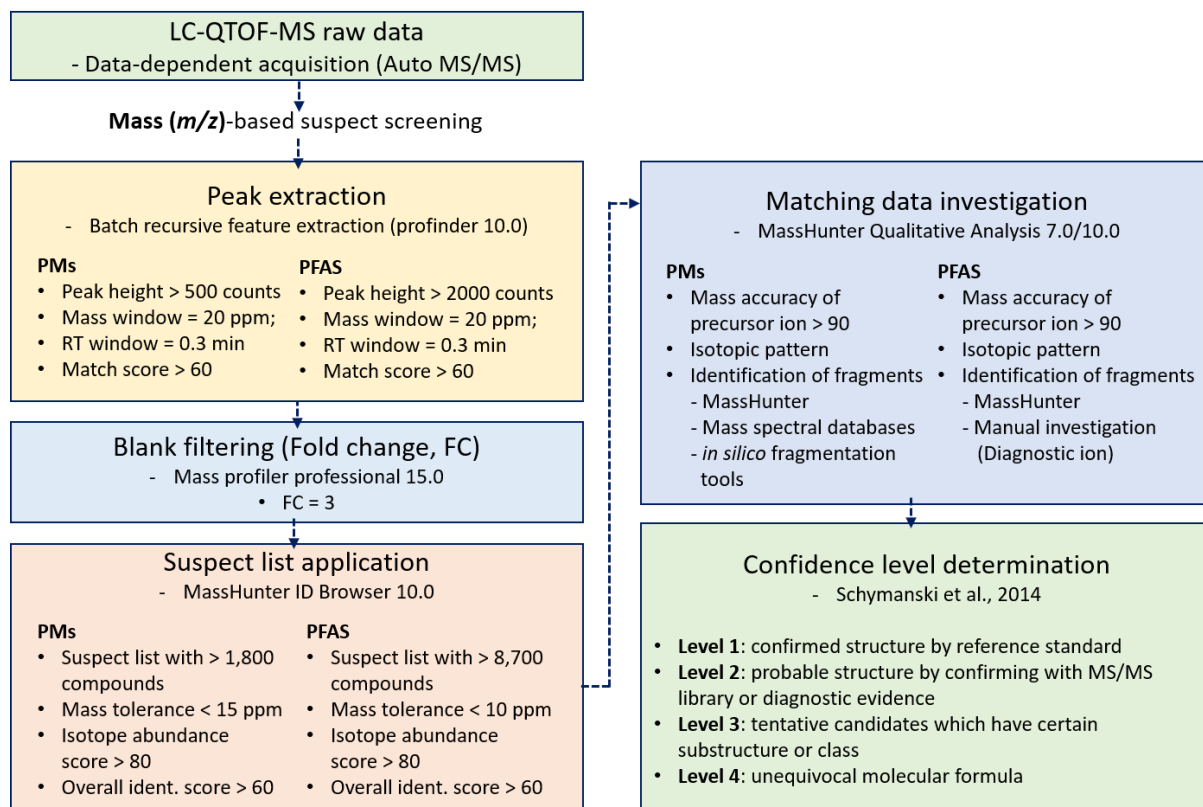 LC-QTOF-MS raw data
- Data-dependent acquisition (Auto MS/MS)
Mass (m/z)-based suspect screening
Peak extraction
- Batch recursive feature extraction (profinder 10.0)
PMs
• Peak height > 500 counts
• Mass window = 20 ppm;
• RT window = 0.3 min
• Match score > 60
PFAS
• Peak height > 2000 counts
• Mass window = 20 ppm;
• RT window = 0.3 min
• Match score > 60
Blank filtering (Fold change, FC)
- Mass profiler professional 15.0
• FC = 3
Suspect list application
- MassHunter ID Browser 10.0
PMs
• Suspect list with > 1,800
compounds
• Mass tolerance < 15 ppm
• Isotope abundance
score > 80
• Overall ident. score > 60
PFAS
• Suspect list with > 8,700
compounds
• Mass tolerance < 10 ppm
• Isotope abundance
score > 80
• Overall ident. score > 60
Matching data investigation
- MassHunter Qualitative Analysis 7.0/10.0
PMs
• Mass accuracy of
precursor ion > 90
• Isotopic pattern
• Identification of fragments
- MassHunter
- Mass spectral databases
- in silico fragmentation
tools
PFAS
• Mass accuracy of
precursor ion > 90
• Isotopic pattern
• Identification of fragments
- MassHunter
- Manual investigation
(Diagnostic ion)
Confidence level determination
- Schymanski et al., 2014
• Level 1: confirmed structure by reference standard
• Level 2: probable structure by confirming with MS/MS
library or diagnostic evidence
• Level 3: tentative candidates which have certain
substructure or class
• Level 4: unequivocal molecular formula